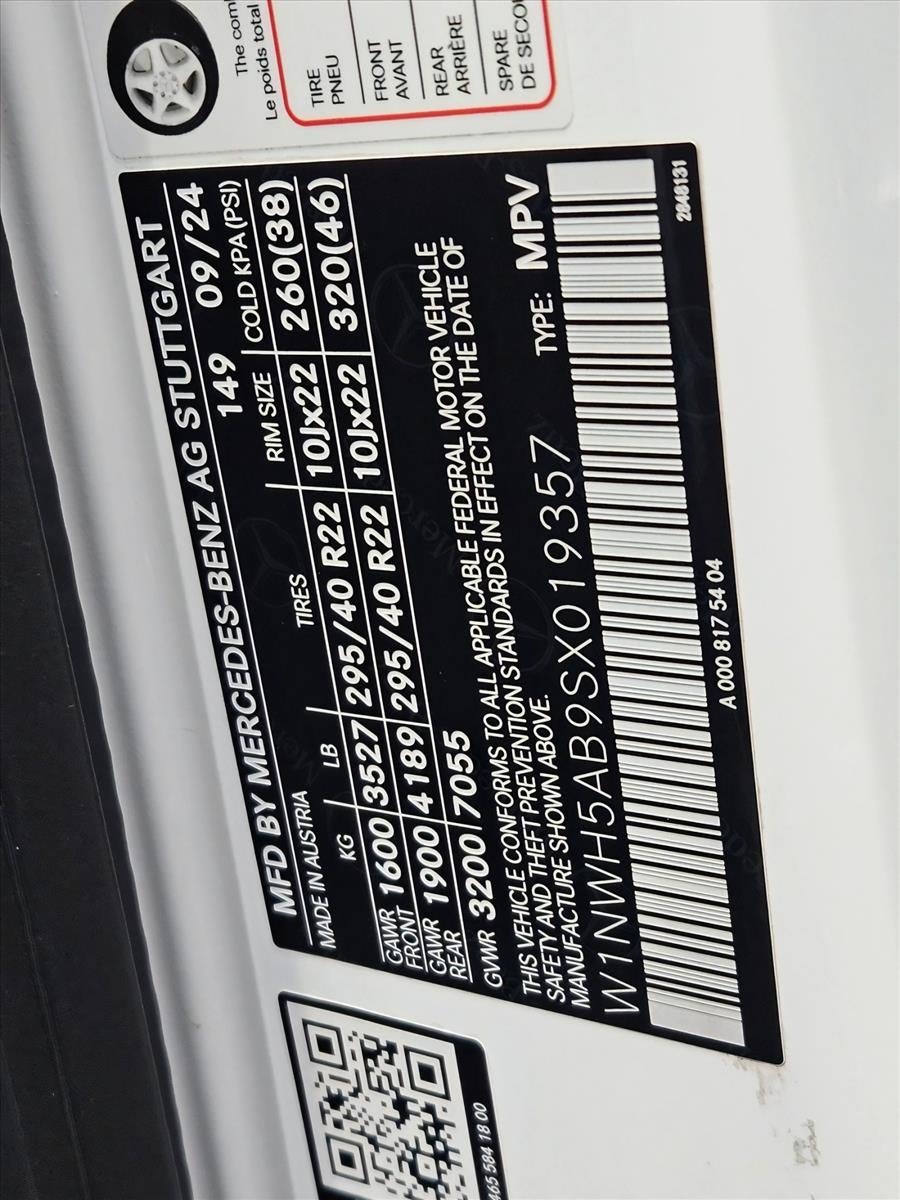 The com
Le poids total
TIRE
PNEU
FRONT
AVANT
REAR
ARRIÈRE
SPARE
DE SECO
MFD BY MERCEDES-BENZ AG STUTTGART
MADE IN AUSTRIA 149 09/24
KG LB TIRES RIM SIZE COLD KPA (PSI)
GAWR FRONT 1600 3527 295/40 R22 10Jx22 260(38)
GAWR REAR 1900 4189 295/40 R22 10Jx22 320(46)
GVWR 3200 7055
THIS VEHICLE CONFORMS TO ALL APPLICABLE FEDERAL MOTOR VEHICLE
SAFETY AND THEFT PREVENTION STANDARDS IN EFFECT ON THE DATE OF
MANUFACTURE SHOWN ABOVE.
W1NWH5AB9SX019357 TYPE: MPV
A 000 817 54 04
2848131
465 584 18 00